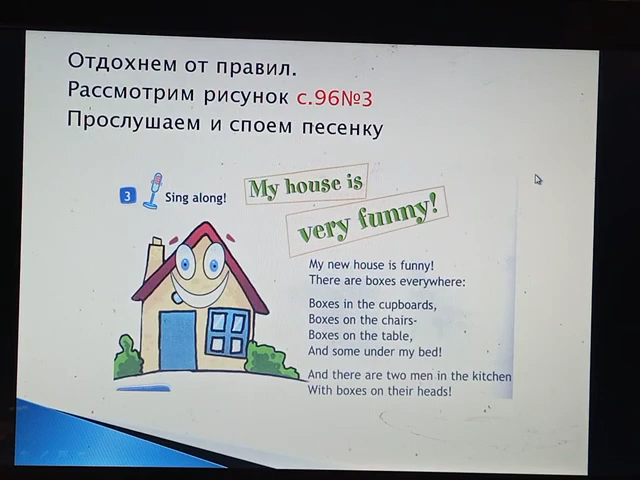 Отдохнем от правил.
Рассмотрим рисунок с.96№3
Прослушаем и споем песенку
3 Sing along!
My house is
very funny!
My new house is funny!
There are boxes everywhere:
Boxes in the cupboards,
Boxes on the chairs-
Boxes on the table,
And some under my bed!
And there are two men in the kitchen
With boxes on their heads!